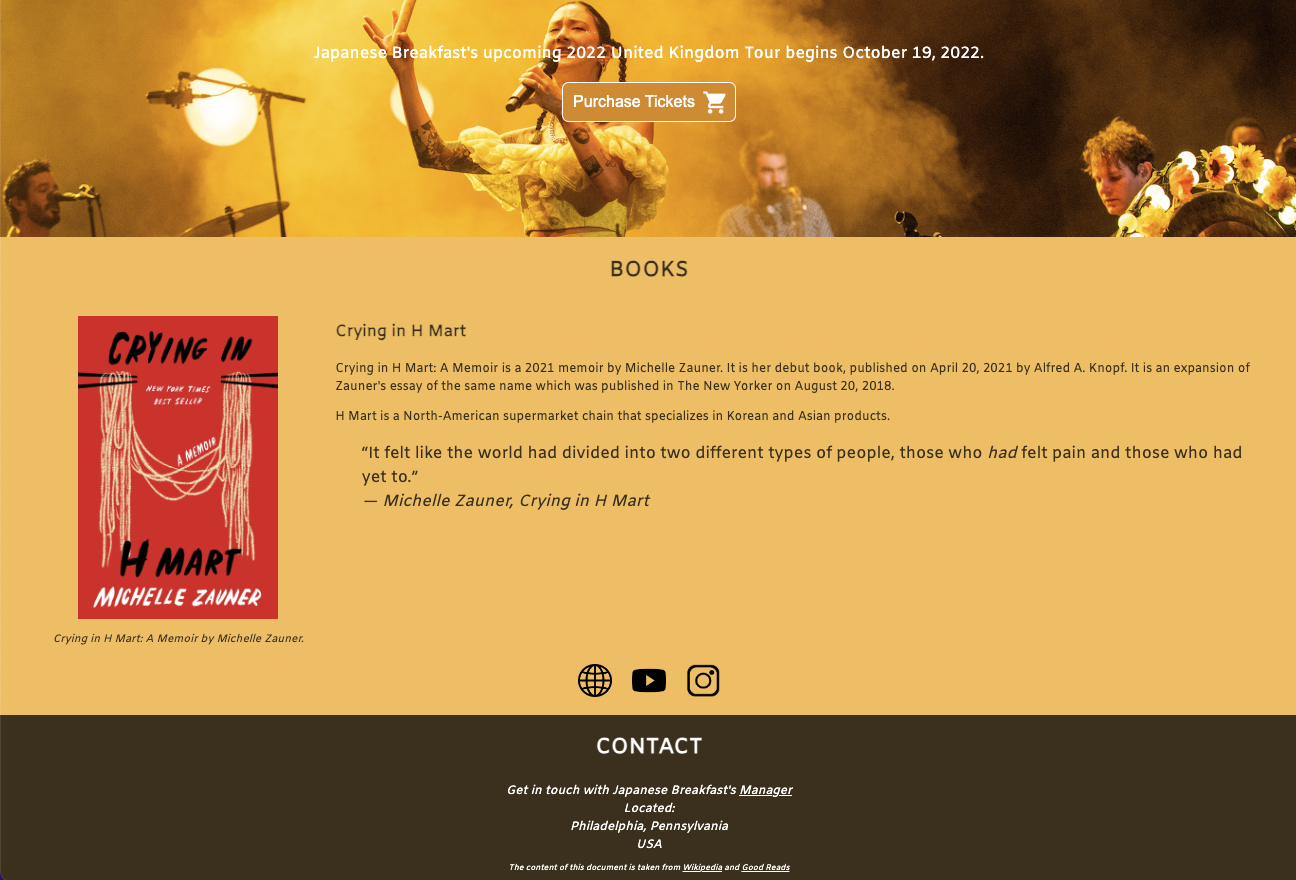 Japanese Breakfast's upcoming 2022 United Kingdom Tour begins October 19, 2022.
Purchase Tickets
BOOKS
CRYING IN
NEW YORK TIMES
BEST SELLER
A MEMOIR
H MART
MICHELLE ZAUNER
Crying in H Mart: A Memoir by Michelle Zauner.
Crying in H Mart
Crying in H Mart: A Memoir is a 2021 memoir by Michelle Zauner. It is her debut book, published on April 20, 2021 by Alfred A. Knopf. It is an expansion of
Zauner's essay of the same name which was published in The New Yorker on August 20, 2018.
H Mart is a North-American supermarket chain that specializes in Korean and Asian products.
“It felt like the world had divided into two different types of people, those who had felt pain and those who had
yet to.”
— Michelle Zauner, Crying in H Mart
CONTACT
Get in touch with Japanese Breakfast's Manager
Located:
Philadelphia, Pennsylvania
USA
The content of this document is taken from Wikipedia and Good Reads